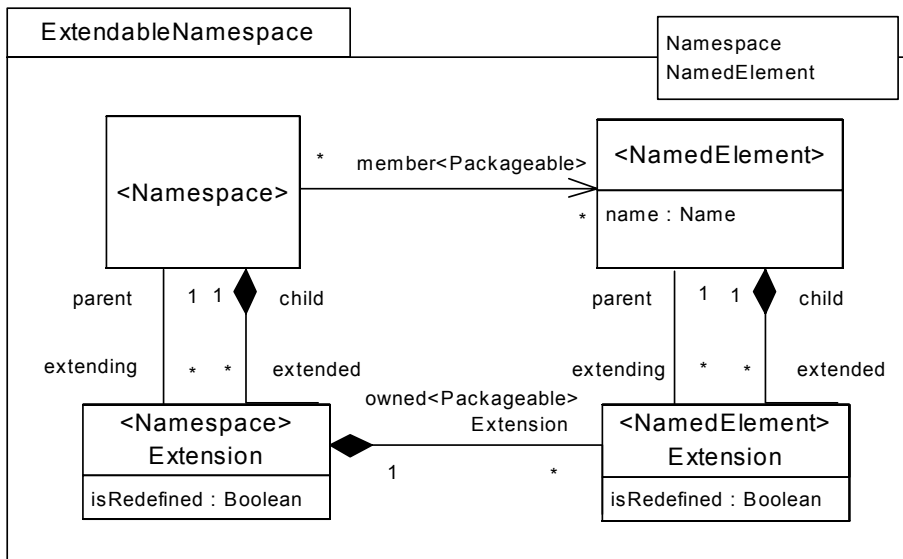 ExtendableNamespace
Namespace
NamedElement
<Namespace>
*
member<Packageable>
*
<NamedElement>
name : Name
parent
1
1
child
extending
*
*
extended
parent
1
1
child
extending
*
*
extended
<Namespace>
Extension
isRedefined : Boolean
owned<Packageable>
Extension
1
*
<NamedElement>
Extension
isRedefined : Boolean